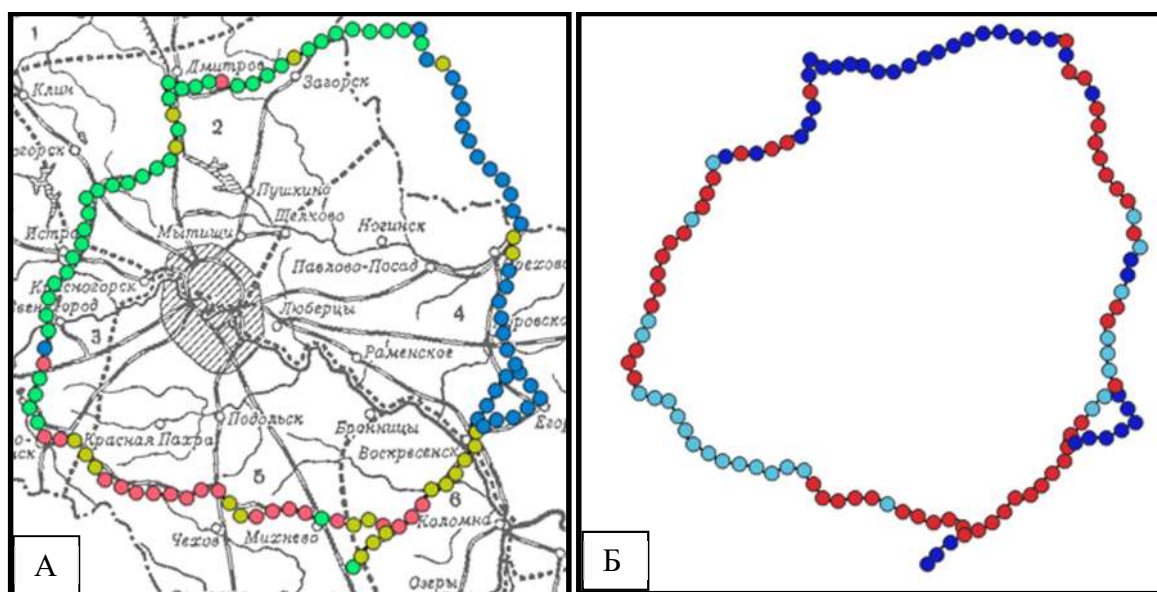 1
Дмитров
Загорск
Клин
2
Пушкино
Щелково
Ногинск
Мытищи
Павлово-Посад
Красногорск
Люберцы
4
3
Раменское
Подольск
Бронницы
Красная Пахра
Воскресенск
5
6
Коломна
Чехов
Михнево
Озеры
А
Б